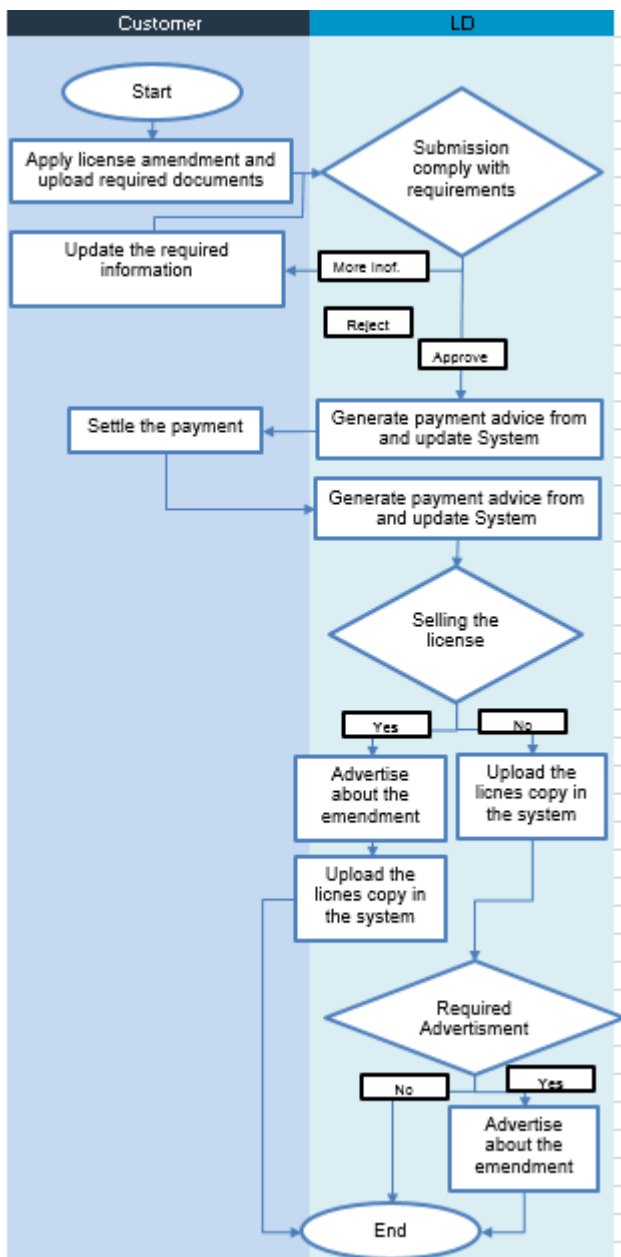 Customer
LD
Start
Apply license amendment and
upload required documents
Submission
comply with
requirements
Update the required
information
More Inof.
Reject
Approve
Settle the payment
Generate payment advice from
and update System
Generate payment advice from
and update System
Selling the
license
Yes
No
Advertise
about the
emendment
Upload the
licnes copy in
the system
Upload the
licnes copy in
the system
Required
Advertisment
No
Yes
Advertise
about the
emendment
End